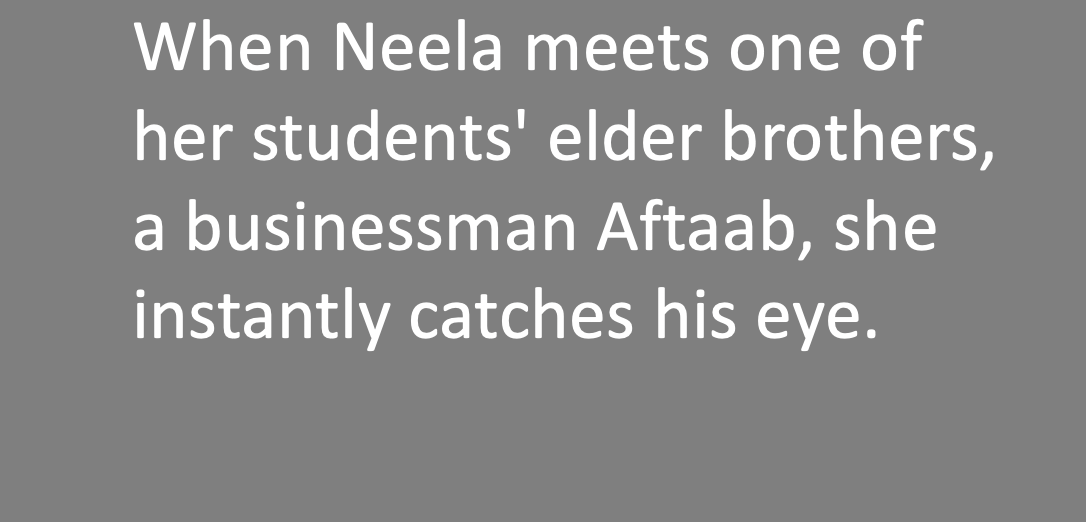 When Neela meets one of
her students' elder brothers,
a businessman Aftaab, she
instantly catches his eye.